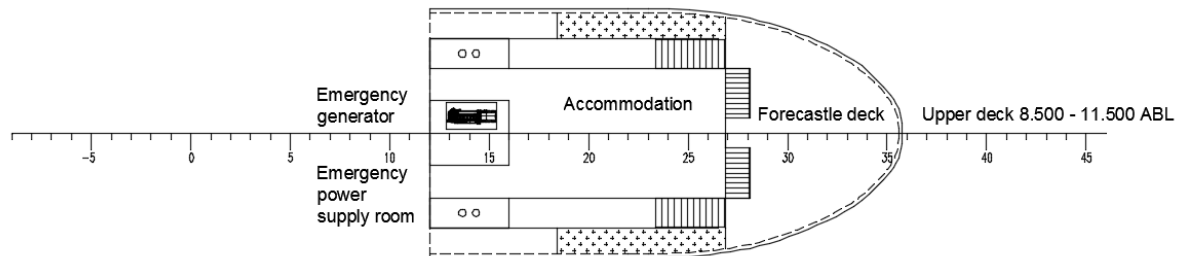 Emergency
generator
Accommodation
Forecastle deck
Upper deck 8.500 - 11.500 ABL
-5 0 5 10 15 20 25 30 35 40 45
Emergency
power
supply room